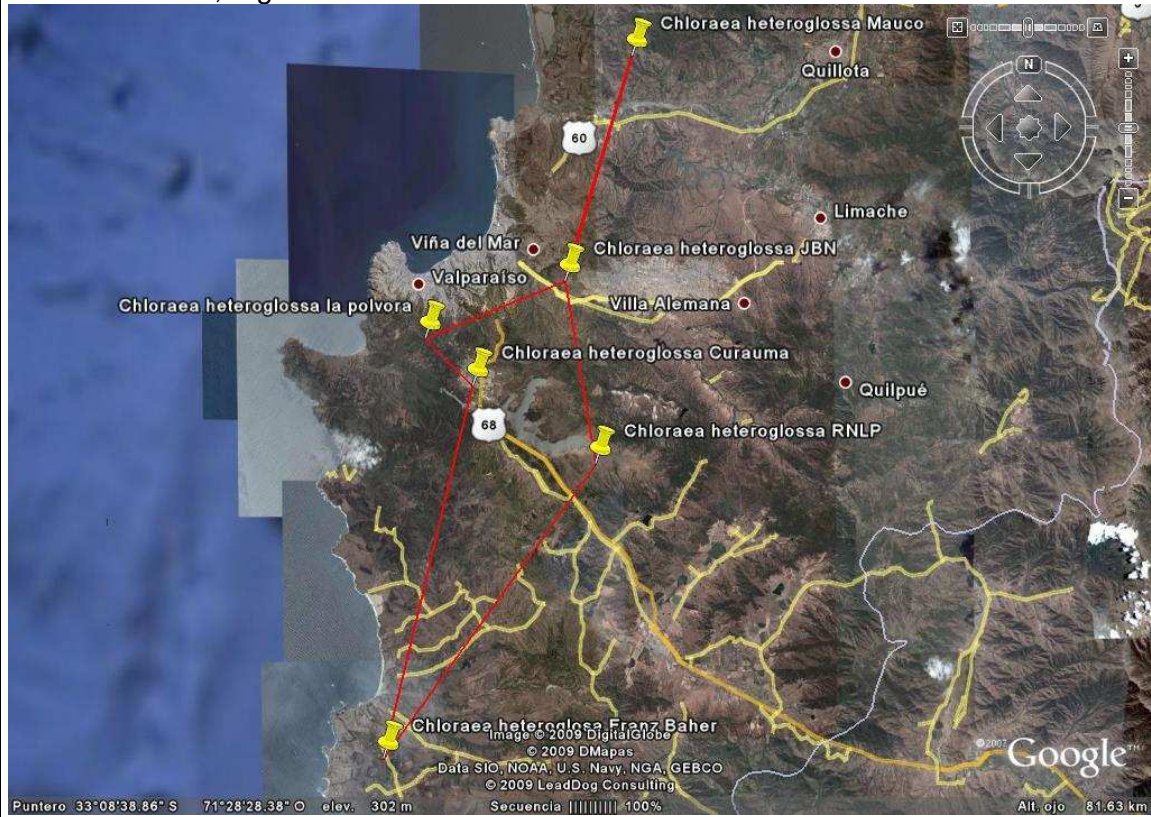 Chloraea heteroglossa Mauco
Quillota
N
60
Limache
Viña del Mar
Chloraea heteroglossa JBN
Valparaíso
Chloraea heteroglossa la polvora
Villa Alemana
Chloraea heteroglossa Curauma
Quilpué
68
Chloraea heteroglossa RNLP
Chloraea heteroglosa Franz Baher
Image © 2009 DigitalGlobe
© 2009 DMapas
Data SIO, NOAA, U.S. Navy, NGA, GEBCO
© 2009 LeadDog Consulting
©2007 Google™
Puntero 33°08'38.86" S 71°28'28.38" O elev. 302 m Secuencia ||||||||| 100% Alt. ojo 81.63 km